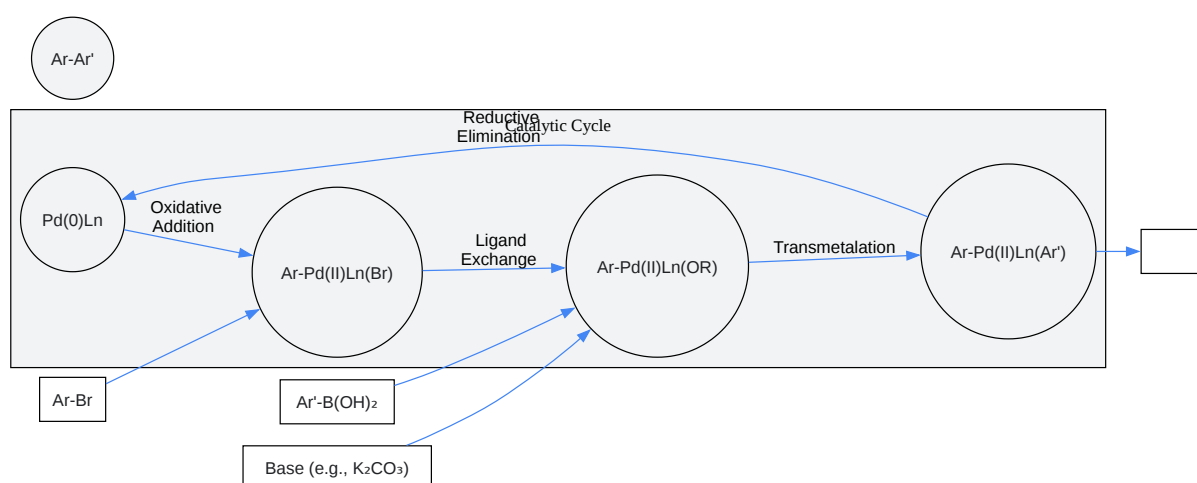 Ar-Ar'
Reductive
Elimination
Catalytic Cycle
Pd(0)Ln
Oxidative
Addition
Ar-Pd(II)Ln(Br)
Ligand
Exchange
Ar-Pd(II)Ln(OR)
Transmetalation
Ar-Pd(II)Ln(Ar')
Ar-Br
Ar'-B(OH)₂
Base (e.g., K₂CO₃)